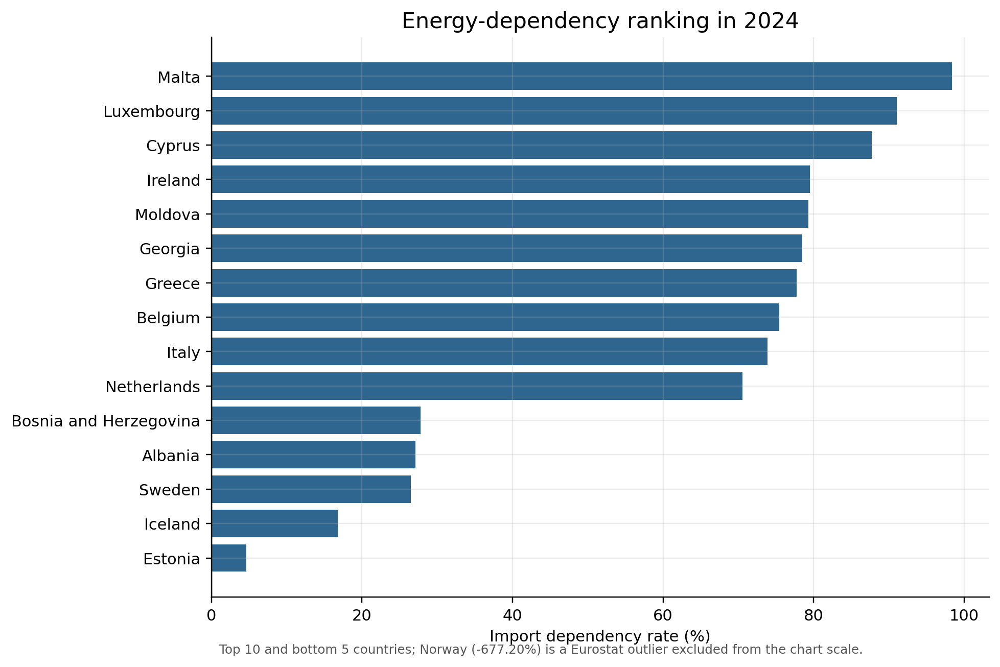 Energy-dependency ranking in 2024
Malta
Luxembourg
Cyprus
Ireland
Moldova
Georgia
Greece
Belgium
Italy
Netherlands
Bosnia and Herzegovina
Albania
Sweden
Iceland
Estonia
0 20 40 60 80 100
Import dependency rate (%)
Top 10 and bottom 5 countries; Norway (-677.20%) is a Eurostat outlier excluded from the chart scale.